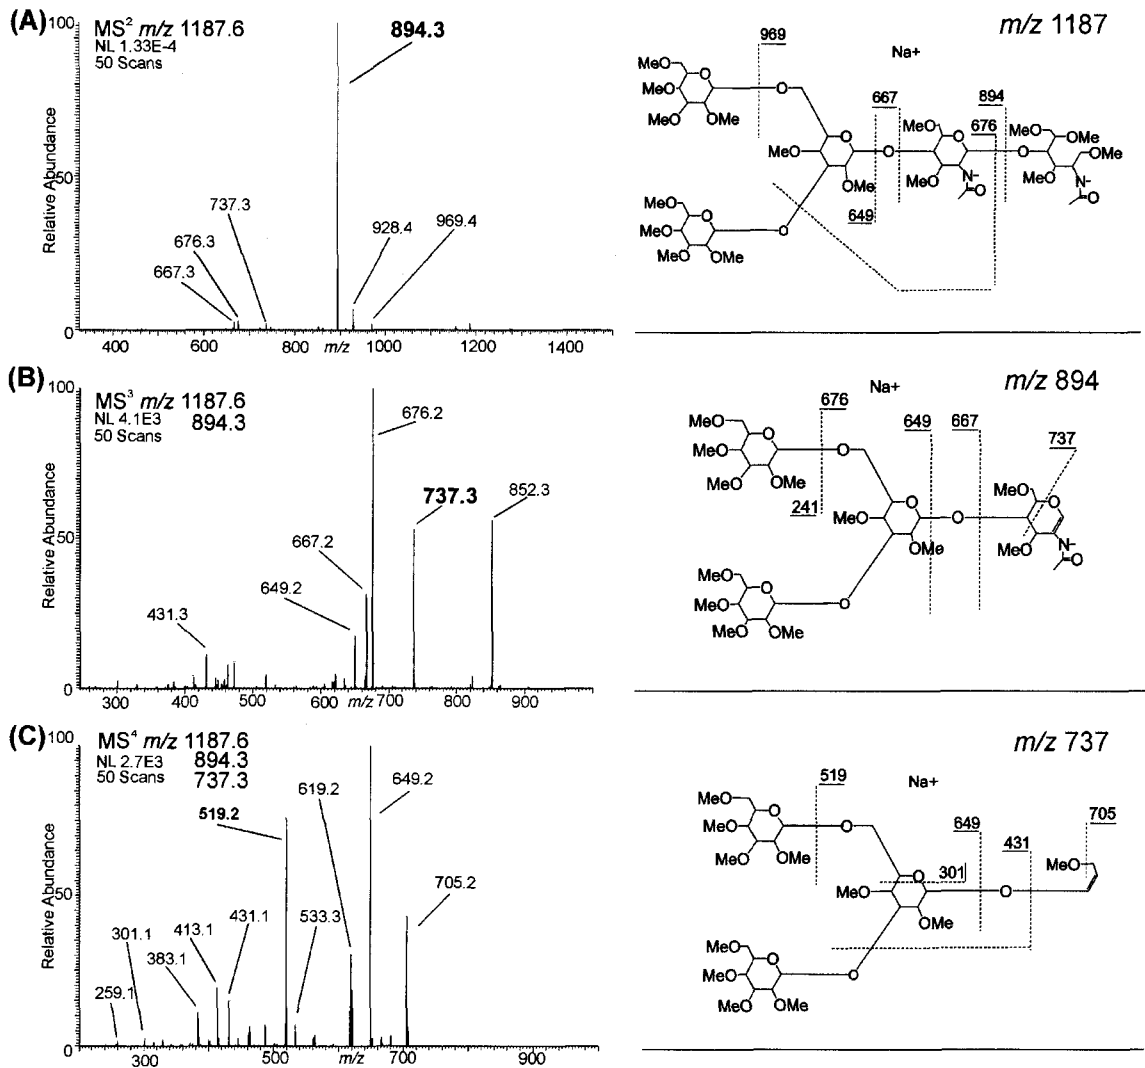 (A)
MS2 m/z 1187.6
NL 1.33E-4
50 Scans
100
50
0
Relative Abundance
894.3
737.3
676.3
667.3
928.4
969.4
400 600 800 m/z 1000 1200 1400
m/z 1187
Na+
969
667
894
676
649
MeO
MeO
MeO
OMe
O
O
MeO
OMe
O
MeO
MeO
N
O
MeO
OMe
OMe
MeO
N
O
MeO
MeO
MeO
OMe
O
O
(B)
MS3 m/z 1187.6
NL 4.1E3 894.3
50 Scans
100
50
0
Relative Abundance
676.2
737.3
852.3
667.2
649.2
431.3
300 400 500 600 m/z 700 800 900
m/z 894
Na+
676
649
667
737
241
MeO
MeO
MeO
OMe
O
O
MeO
OMe
O
O
MeO
O
MeO
N
O
MeO
MeO
MeO
OMe
O
O
(C)
MS4 m/z 1187.6
NL 2.7E3 894.3
50 Scans 737.3
100
50
0
Relative Abundance
519.2
619.2
649.2
705.2
533.3
431.1
413.1
383.1
301.1
259.1
300 500 m/z 700 900
m/z 737
Na+
519
649
431
705
301
MeO
MeO
MeO
OMe
O
O
MeO
OMe
O
O
MeO
MeO
MeO
MeO
OMe
O
O